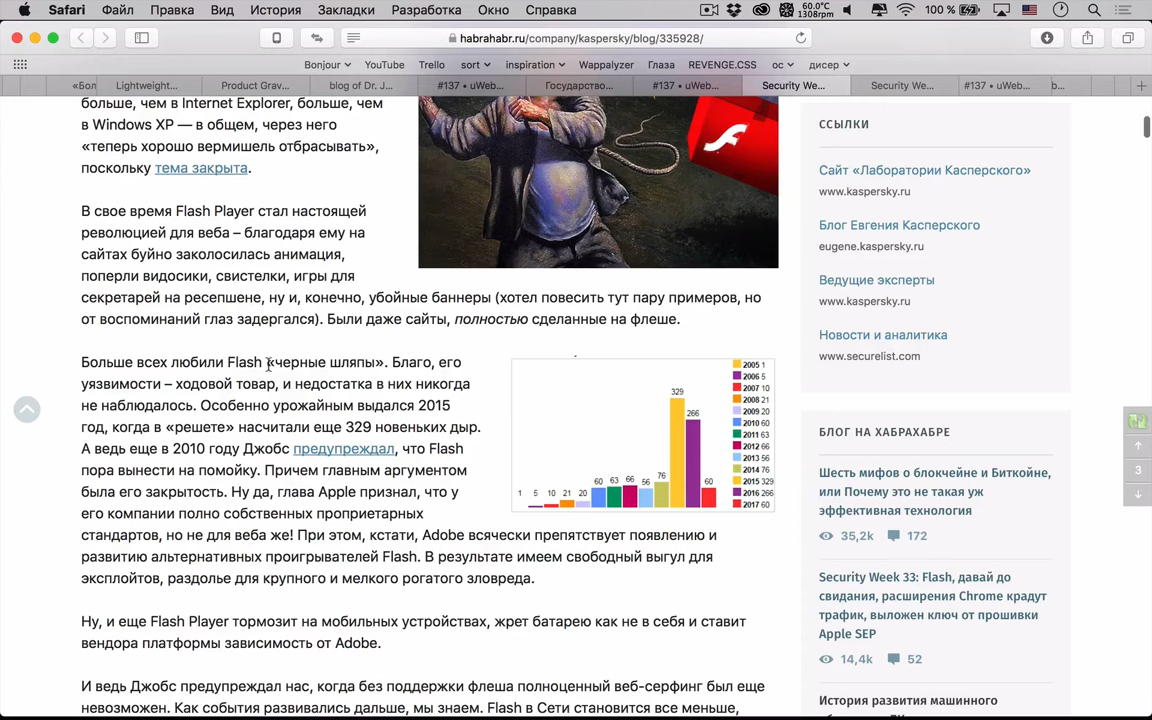 Safari Файл Правка Вид История Закладки Разработка Окно Справка 60.0°C 1308rpm 100 %
habrahabr.ru/company/kaspersky/blog/335928/
Bonjour YouTube Trello sort inspiration Wappalyzer Глаза REVENGE.CSS ос дисер
«Бол Lightweight... Product Grav... blog of Dr. J... #137 • uWeb... Государство... #137 • uWeb... Security We... Security We... #137 • uWeb... b...
больше, чем в Internet Explorer, больше, чем
в Windows XP — в общем, через него
«теперь хорошо вермишель отбрасывать»,
поскольку тема закрыта.
В свое время Flash Player стал настоящей
революцией для веба – благодаря ему на
сайтах буйно заколосилась анимация,
поперли видосики, свистелки, игры для
секретарей на ресепшене, ну и, конечно, убойные баннеры (хотел повесить тут пару примеров, но
от воспоминаний глаз задергался). Были даже сайты, полностью сделанные на флеше.
Больше всех любили Flash «черные шляпы». Благо, его
уязвимости – ходовой товар, и недостатка в них никогда
не наблюдалось. Особенно урожайным выдался 2015
год, когда в «решете» насчитали еще 329 новеньких дыр.
А ведь еще в 2010 году Джобс предупреждал, что Flash
пора вынести на помойку. Причем главным аргументом
была его закрытость. Ну да, глава Apple признал, что у
его компании полно собственных проприетарных
стандартов, но не для веба же! При этом, кстати, Adobe всячески препятствует появлению и
развитию альтернативных проигрывателей Flash. В результате имеем свободный выгул для
эксплойтов, раздолье для крупного и мелкого рогатого зловреда.
1 5 10 21 20 60 63 66 56 76 329 266 60
2005 1
2006 5
2007 10
2008 21
2009 20
2010 60
2011 63
2012 66
2013 56
2014 76
2015 329
2016 266
2017 60
Ну, и еще Flash Player тормозит на мобильных устройствах, жрет батарею как не в себя и ставит
вендора платформы зависимость от Adobe.
И ведь Джобс предупреждал нас, когда без поддержки флеша полноценный веб-серфинг был еще
невозможен. Как события развивались дальше, мы знаем. Flash в Сети становится все меньше,
ССЫЛКИ
Сайт «Лаборатории Касперского»
www.kaspersky.ru
Блог Евгения Касперского
eugene.kaspersky.ru
Ведущие эксперты
www.kaspersky.ru
Новости и аналитика
www.securelist.com
БЛОГ НА ХАБРАХАБРЕ
Шесть мифов о блокчейне и Биткойне,
или Почему это не такая уж
эффективная технология
35,2k 172
Security Week 33: Flash, давай до
свидания, расширения Chrome крадут
трафик, выложен ключ от прошивки
Apple SEP
14,4k 52
История развития машинного
3